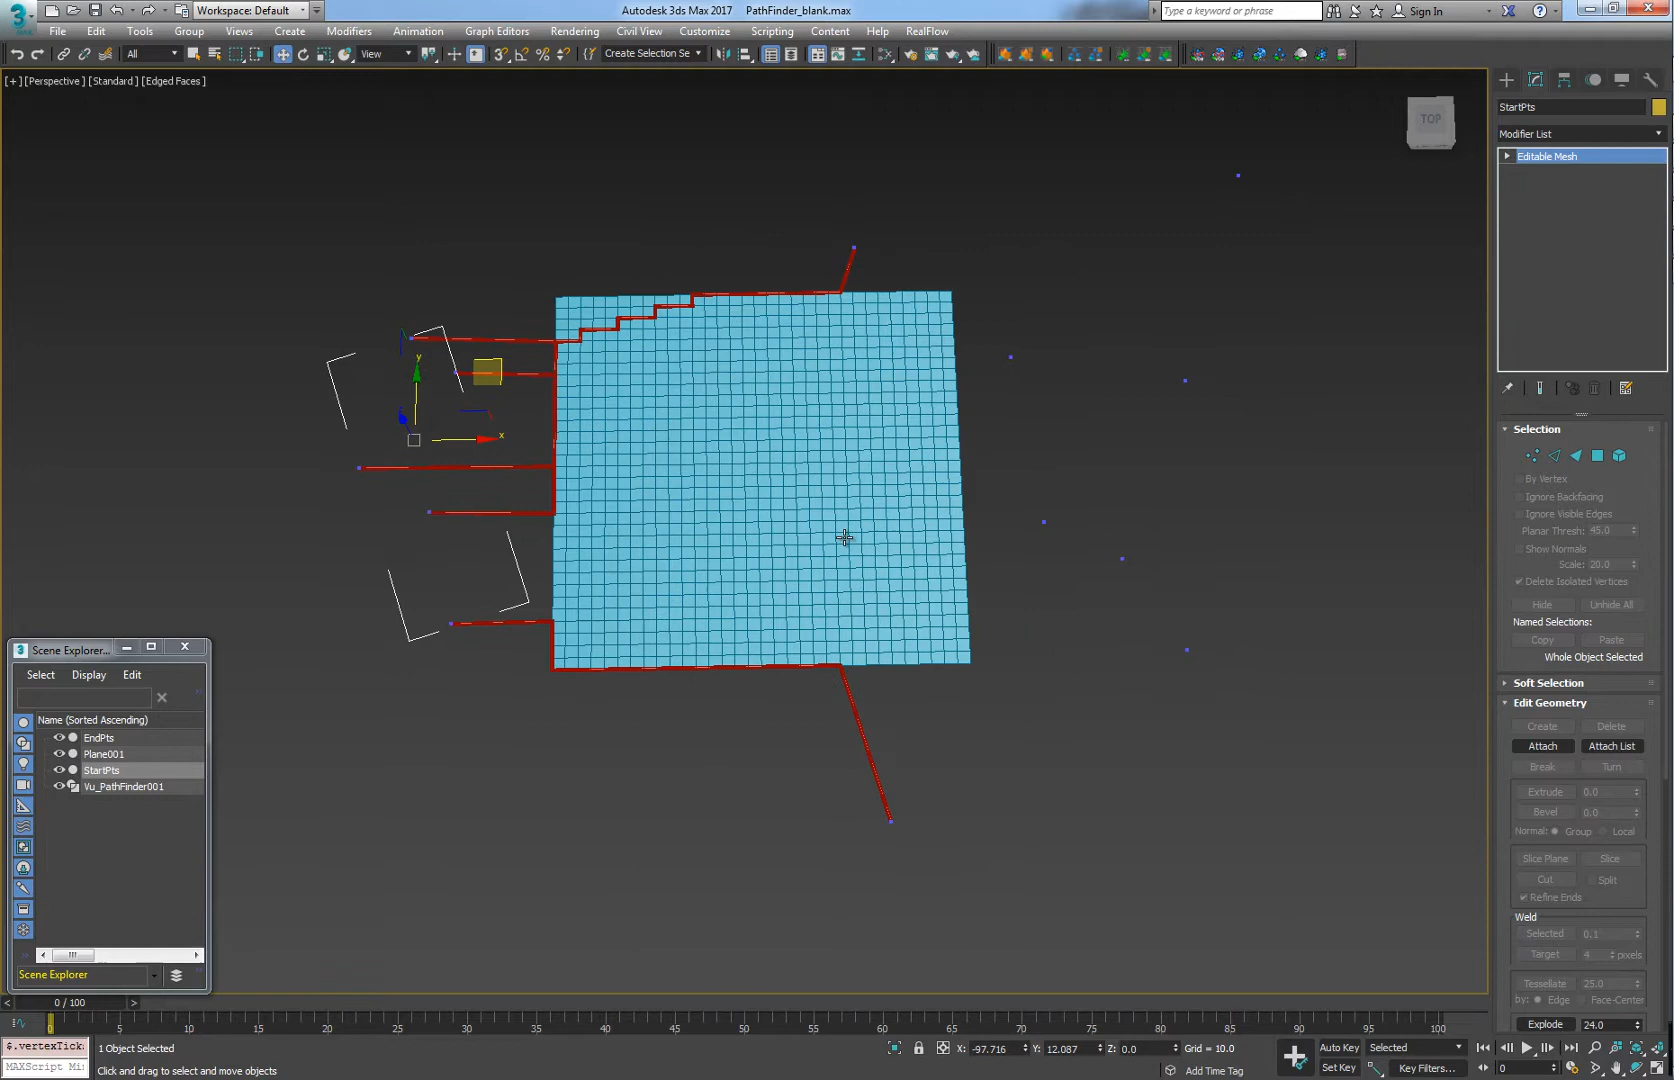 Workspace: Default
Autodesk 3ds Max 2017    PathFinder_blank.max
Type a keyword or phrase
Sign In
File Edit Tools Group Views Create Modifiers Animation Graph Editors Rendering Civil View Customize Scripting Content Help RealFlow
All
View
Create Selection Se
[+] [Perspective] [Standard] [Edged Faces]
TOP
StartPts
Modifier List
Editable Mesh
y
x
Selection
By Vertex
Ignore Backfacing
Ignore Visible Edges
Planar Thresh: 45.0
Show Normals
Scale: 20.0
Delete Isolated Vertices
Hide Unhide All
Named Selections:
Copy Paste
Whole Object Selected
Soft Selection
Edit Geometry
Create Delete
Attach Attach List
Break Turn
Extrude 0.0
Bevel 0.0
Normal: Group Local
Slice Plane Slice
Cut Split
Refine Ends
Weld
Selected 0.1
Target 4 pixels
Tessellate 25.0
by: Edge Face-Center
Explode 24.0
Scene Explorer...
Select Display Edit
Name (Sorted Ascending)
EndPts
Plane001
StartPts
Vu_PathFinder001
Scene Explorer
0 / 100
0 5 10 15 20 25 30 35 40 45 50 55 60 65 70 75 80 85 90 95 100
$.vertexTick
MAXScript Mi
1 Object Selected
Click and drag to select and move objects
X: -97.716 Y: 12.087 Z: 0.0 Grid = 10.0
Add Time Tag
Auto Key Selected
Set Key Key Filters...
0